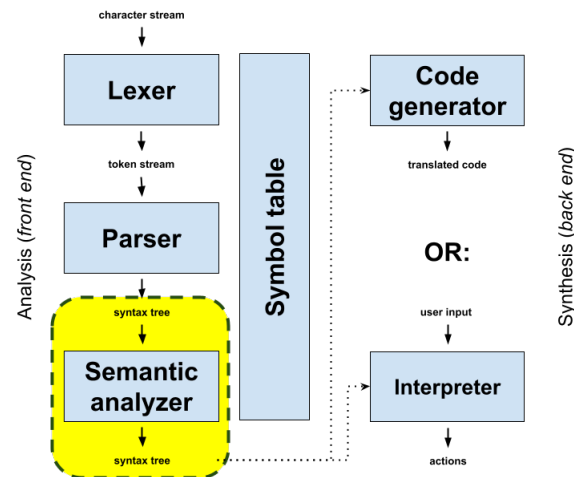 character stream
Lexer
token stream
Parser
syntax tree
Semantic
analyzer
syntax tree
Analysis (front end)
Symbol table
Code
generator
translated code
OR:
user input
Interpreter
actions
Synthesis (back end)